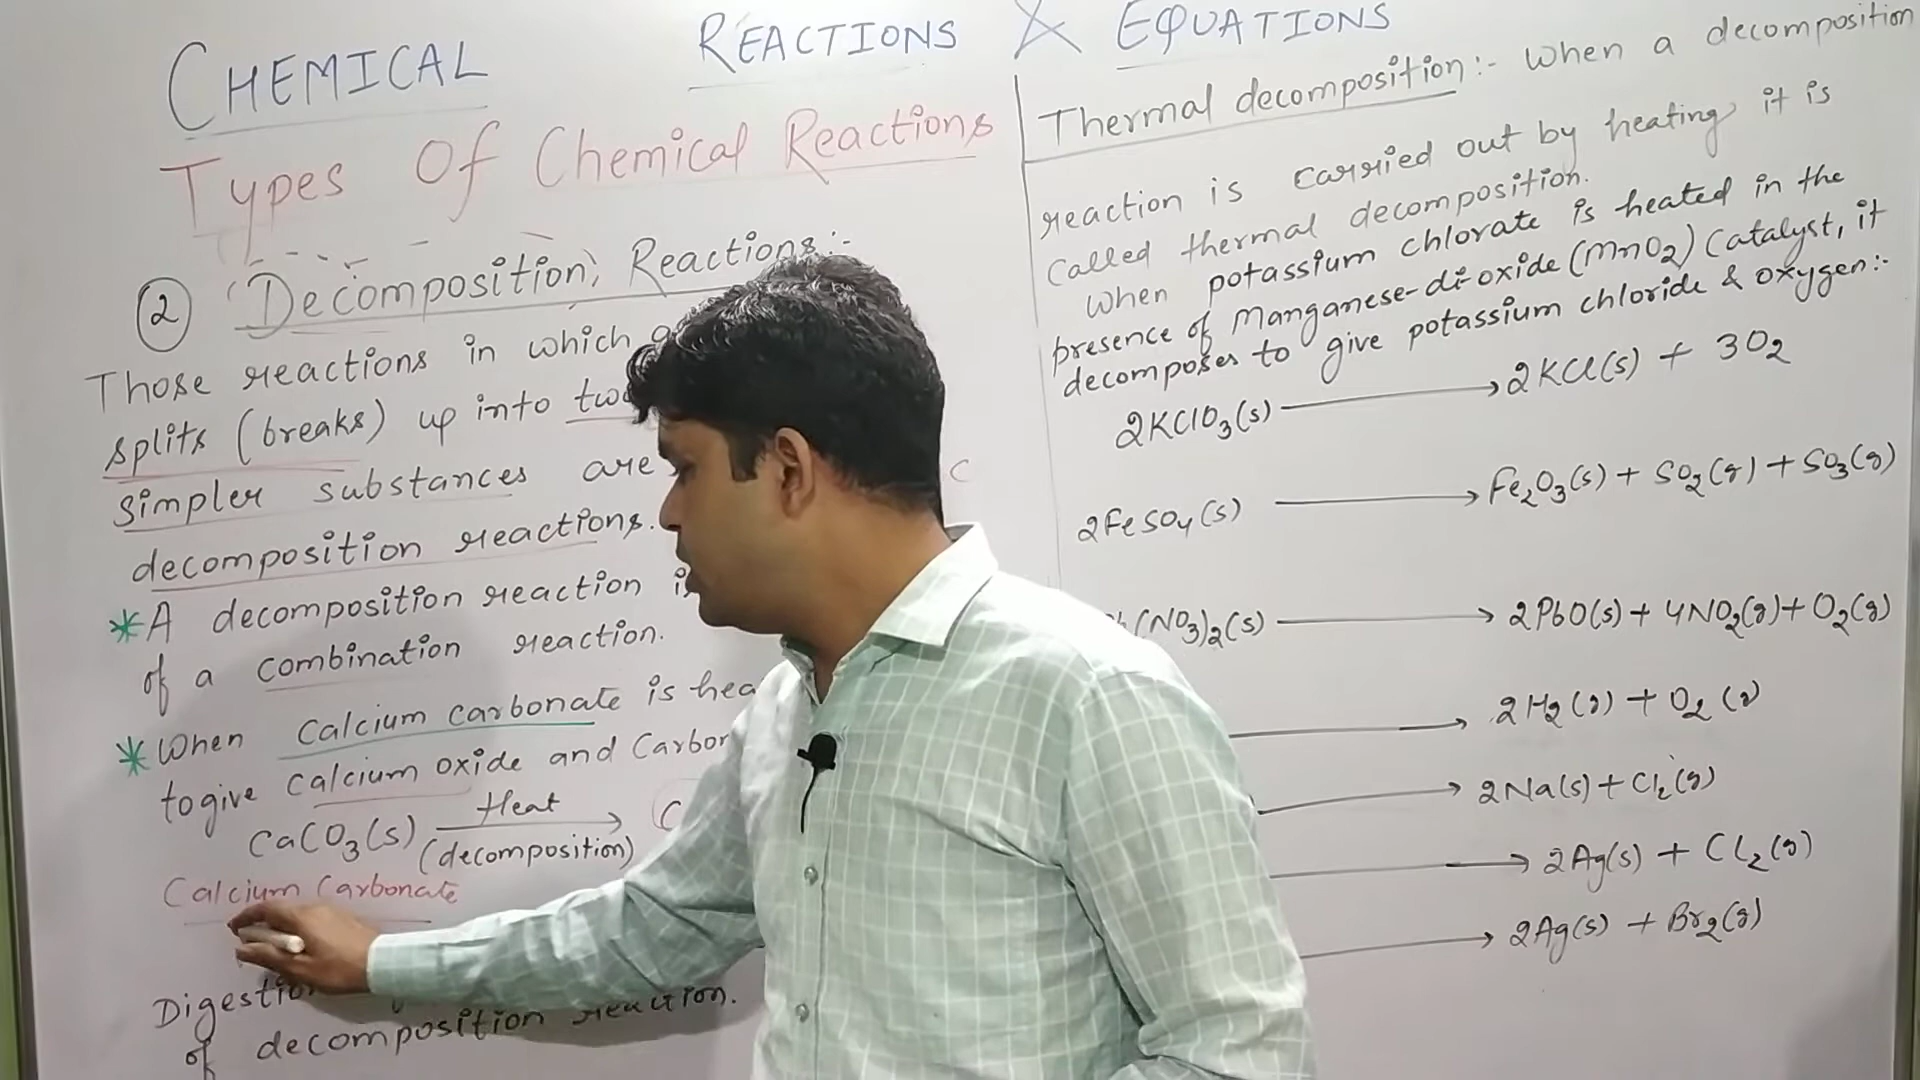 CHEMICAL REACTIONS & EQUATIONS
Types Of Chemical Reactions
② Decomposition Reactions:-
Those reactions in which
splits (breaks) up into two
simpler substances are
decomposition reactions.
*A decomposition reaction
of a combination reaction.
*When calcium carbonate is
to give calcium oxide and
CaCO3(s) Heat (decomposition) → C
Calcium Carbonate
of decomposition reaction.
Thermal decomposition:- When a decomposition
reaction is carried out by heating, it is
called thermal decomposition.
When potassium chlorate is heated in the
presence of Manganese-di-oxide (MnO2) Catalyst, it
decomposes to give potassium chloride & oxygen:-
2KClO3(s) → 2KCl(s) + 3O2
2FeSO4(s) → Fe2O3(s) + SO2(g) + SO3(g)
(NO3)2(s) → 2PbO(s) + 4NO2(g) + O2(g)
→ 2H2(g) + O2(g)
→ 2Na(s) + Cl2(g)
→ 2Ag(s) + Cl2(g)
→ 2Ag(s) + Br2(g)